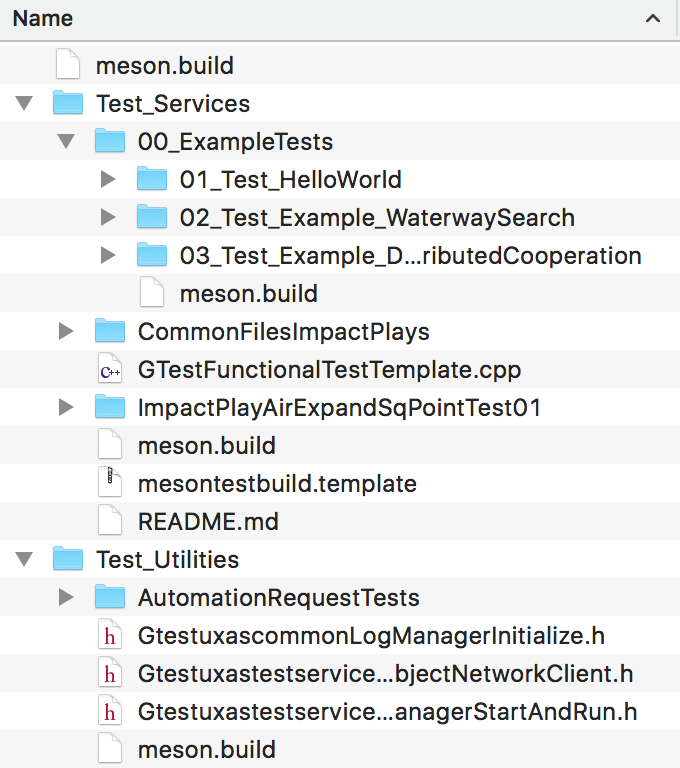 Name
meson.build
Test_Services
00_ExampleTests
01_Test_HelloWorld
02_Test_Example_WaterwaySearch
03_Test_Example_D...ributedCooperation
meson.build
CommonFilesImpactPlays
C++ GTestFunctionalTestTemplate.cpp
ImpactPlayAirExpandSqPointTest01
meson.build
mesontestbuild.template
README.md
Test_Utilities
AutomationRequestTests
h GtestuxascommonLogManagerInitialize.h
h Gtestuxastestservice...bjectNetworkClient.h
h Gtestuxastestservice...anagerStartAndRun.h
meson.build